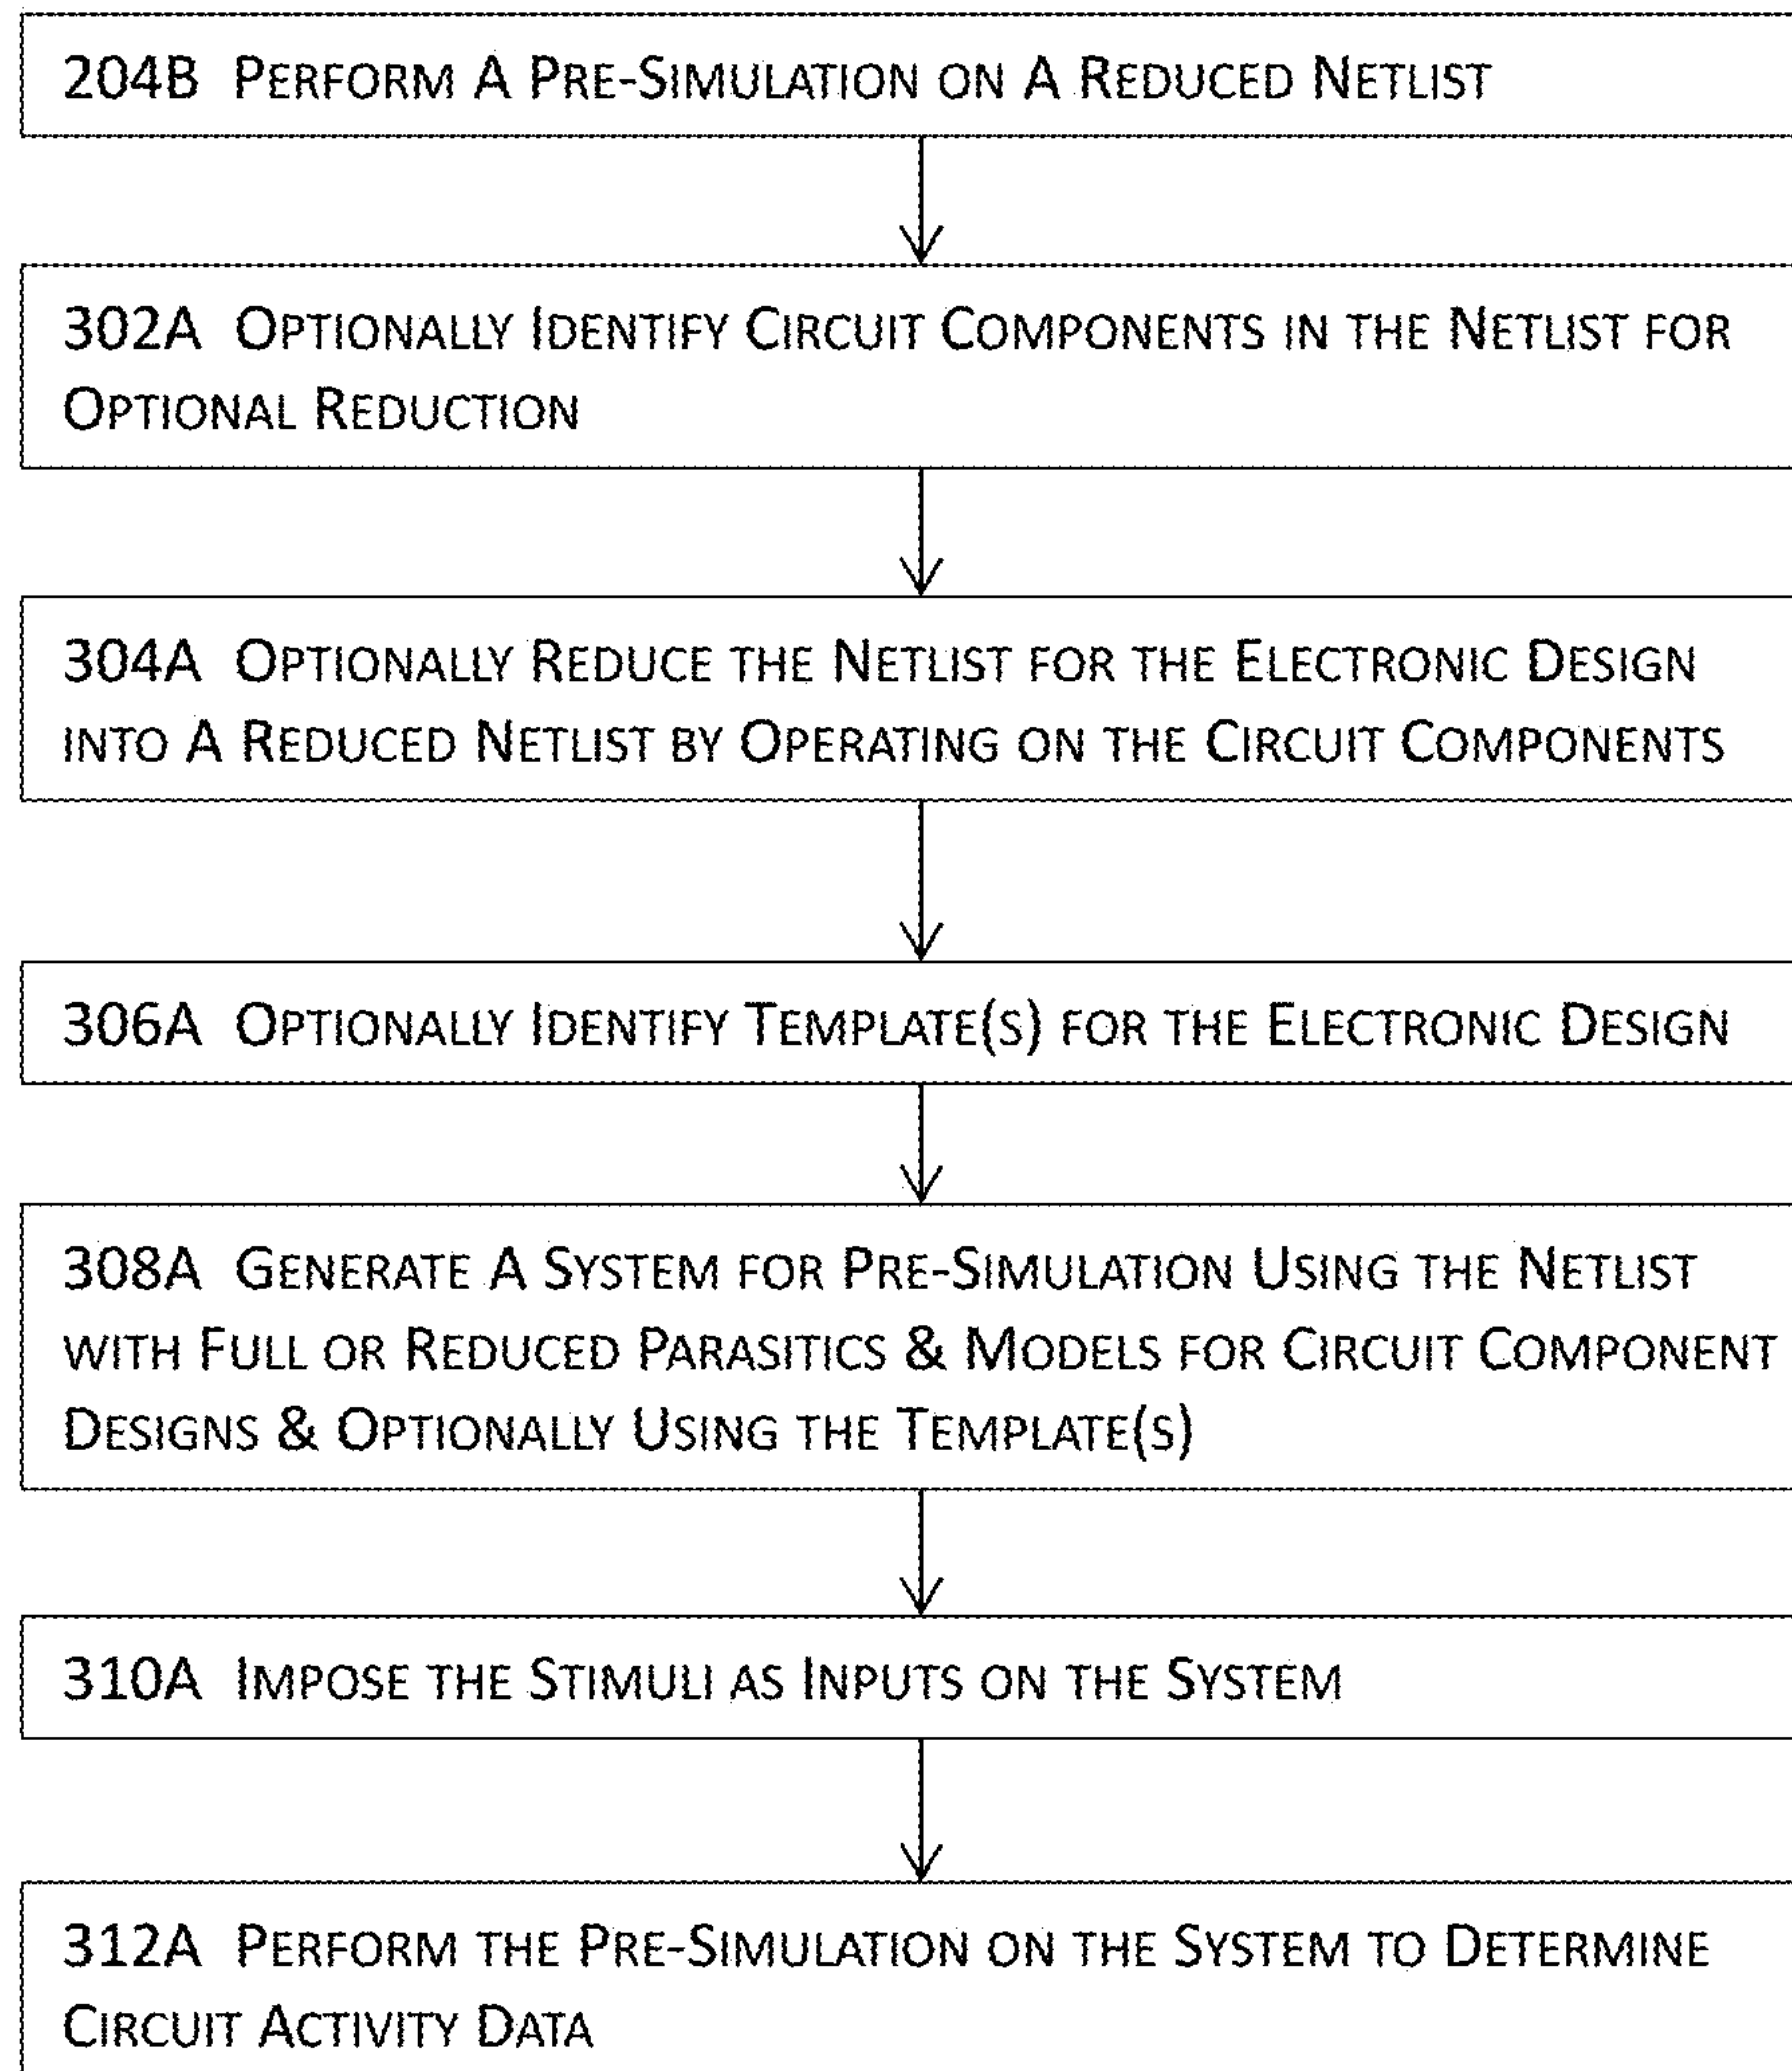 204B PERFORM A PRE-SIMULATION ON A REDUCED NETLIST
302A OPTIONALLY IDENTIFY CIRCUIT COMPONENTS IN THE NETLIST FOR
OPTIONAL REDUCTION
304A OPTIONALLY REDUCE THE NETLIST FOR THE ELECTRONIC DESIGN
INTO A REDUCED NETLIST BY OPERATING ON THE CIRCUIT COMPONENTS
306A OPTIONALLY IDENTIFY TEMPLATE(S) FOR THE ELECTRONIC DESIGN
308A GENERATE A SYSTEM FOR PRE-SIMULATION USING THE NETLIST
WITH FULL OR REDUCED PARASITICS & MODELS FOR CIRCUIT COMPONENT
DESIGNS & OPTIONALLY USING THE TEMPLATE(S)
310A IMPOSE THE STIMULI AS INPUTS ON THE SYSTEM
312A PERFORM THE PRE-SIMULATION ON THE SYSTEM TO DETERMINE
CIRCUIT ACTIVITY DATA